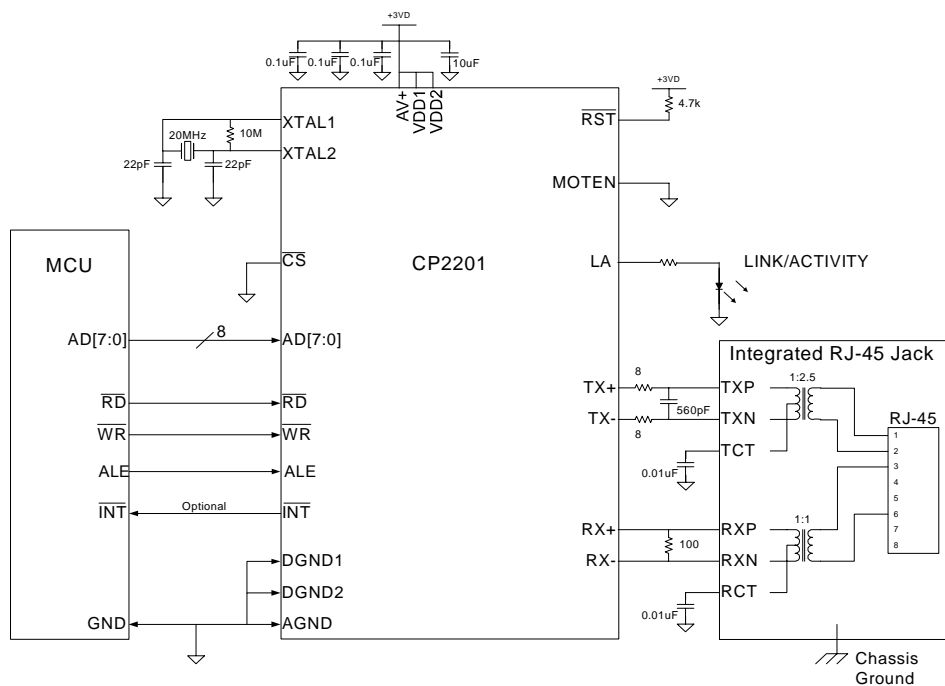 +3VD
0.1uF
0.1uF
0.1uF
10uF
AV+
VDD1
VDD2
+3VD
4.7k
XTAL1
RST
10M
20MHz
XTAL2
22pF
22pF
MOTEN
MCU
CS
CP2201
LA
LINK/ACTIVITY
AD[7:0]
8
AD[7:0]
Integrated RJ-45 Jack
RD
RD
TX+
8
TXP
1:2.5
560pF
WR
WR
TX-
8
TXN
RJ-45
ALE
ALE
TCT
0.01uF
INT
Optional
INT
1
2
3
4
5
6
7
8
RX+
RXP
1:1
100
RX-
RXN
DGND1
DGND2
RCT
0.01uF
GND
AGND
Chassis
Ground